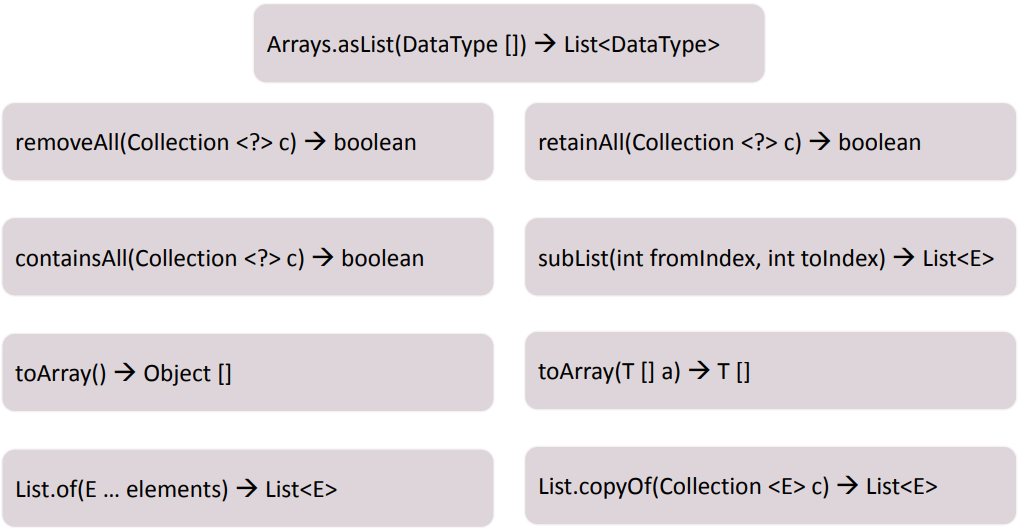 Arrays.asList(DataType []) → List<DataType>
removeAll(Collection <?> c) → boolean
retainAll(Collection <?> c) → boolean
containsAll(Collection <?> c) → boolean
subList(int fromIndex, int toIndex) → List<E>
toArray() → Object []
toArray(T [] a) → T []
List.of(E ... elements) → List<E>
List.copyOf(Collection <E> c) → List<E>